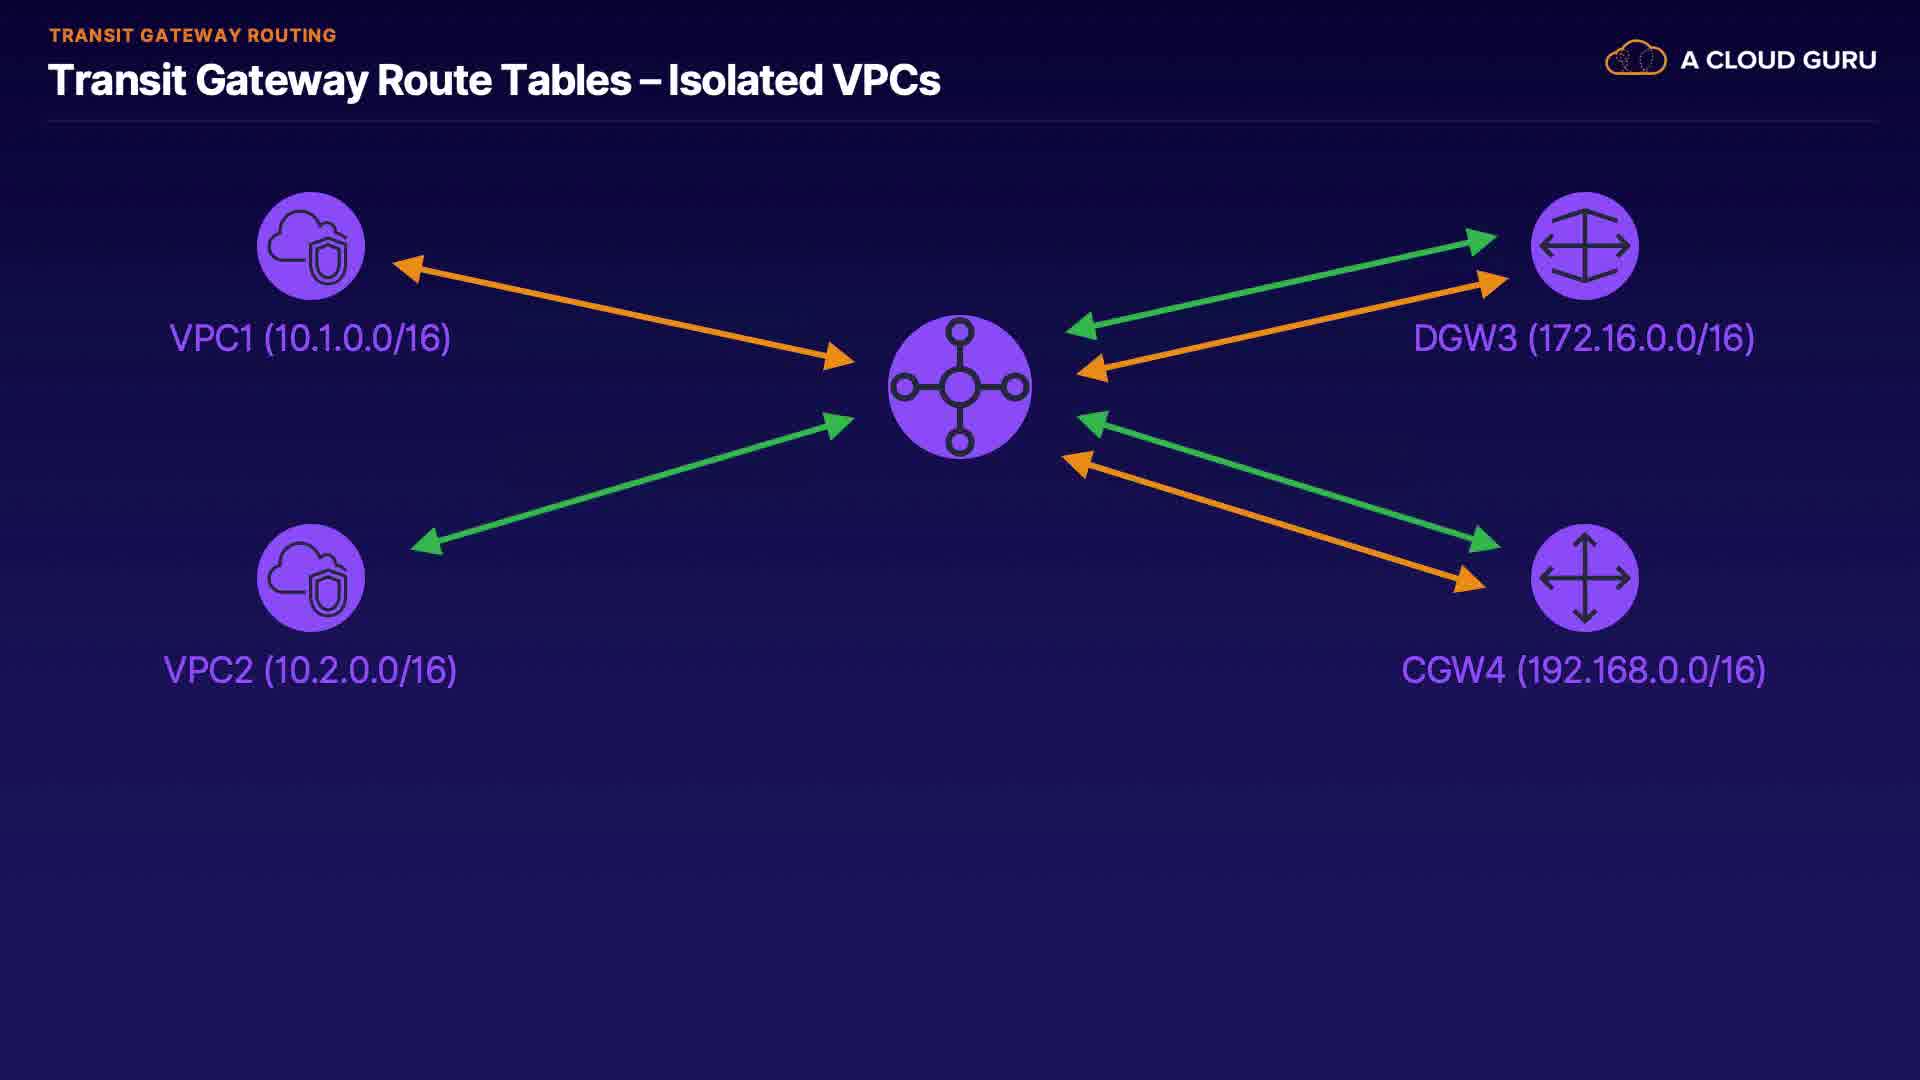 TRANSIT GATEWAY ROUTING
Transit Gateway Route Tables – Isolated VPCs
A CLOUD GURU
VPC1 (10.1.0.0/16)
DGW3 (172.16.0.0/16)
VPC2 (10.2.0.0/16)
CGW4 (192.168.0.0/16)